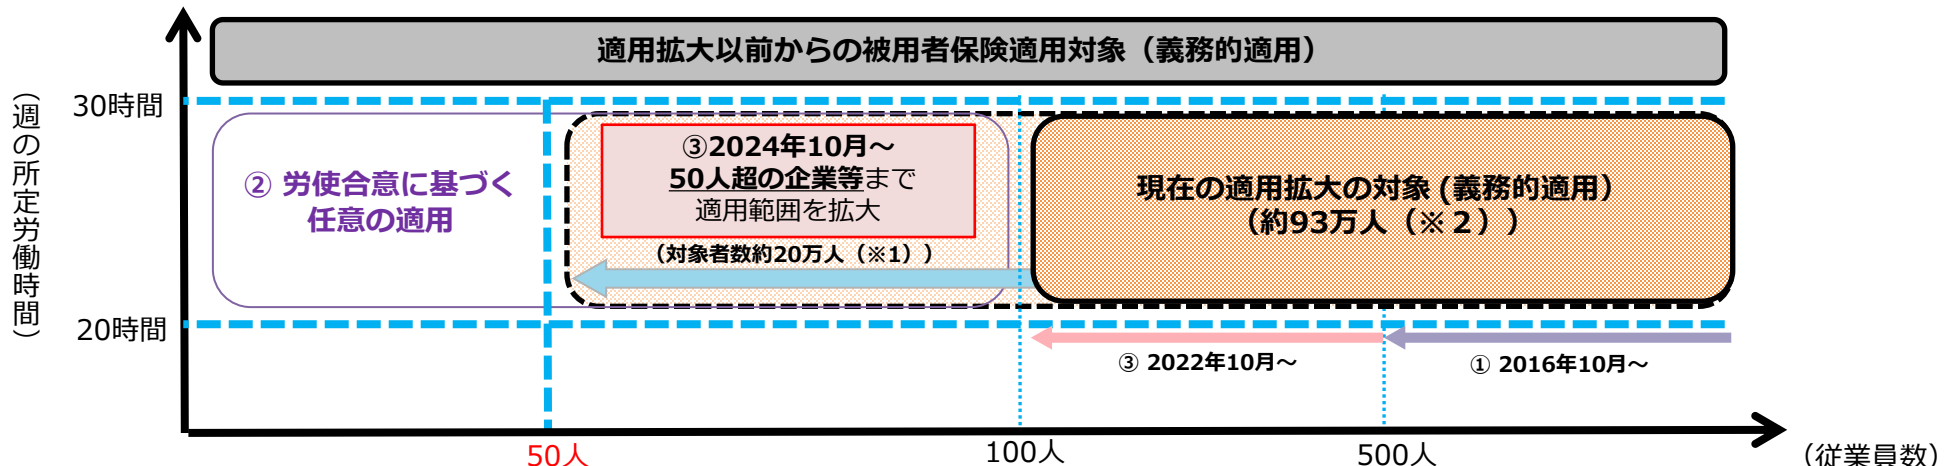 適用拡大以前からの被用者保険適用対象（義務的適用）
（週の所定労働時間）
30時間
② 労使合意に基づく
任意の適用
③2024年10月～
50人超の企業等まで
適用範囲を拡大
（対象者数約20万人（※1））
現在の適用拡大の対象 (義務的適用）
（約93万人（※２））
20時間
③ 2022年10月～
① 2016年10月～
50人
100人
500人
（従業員数）